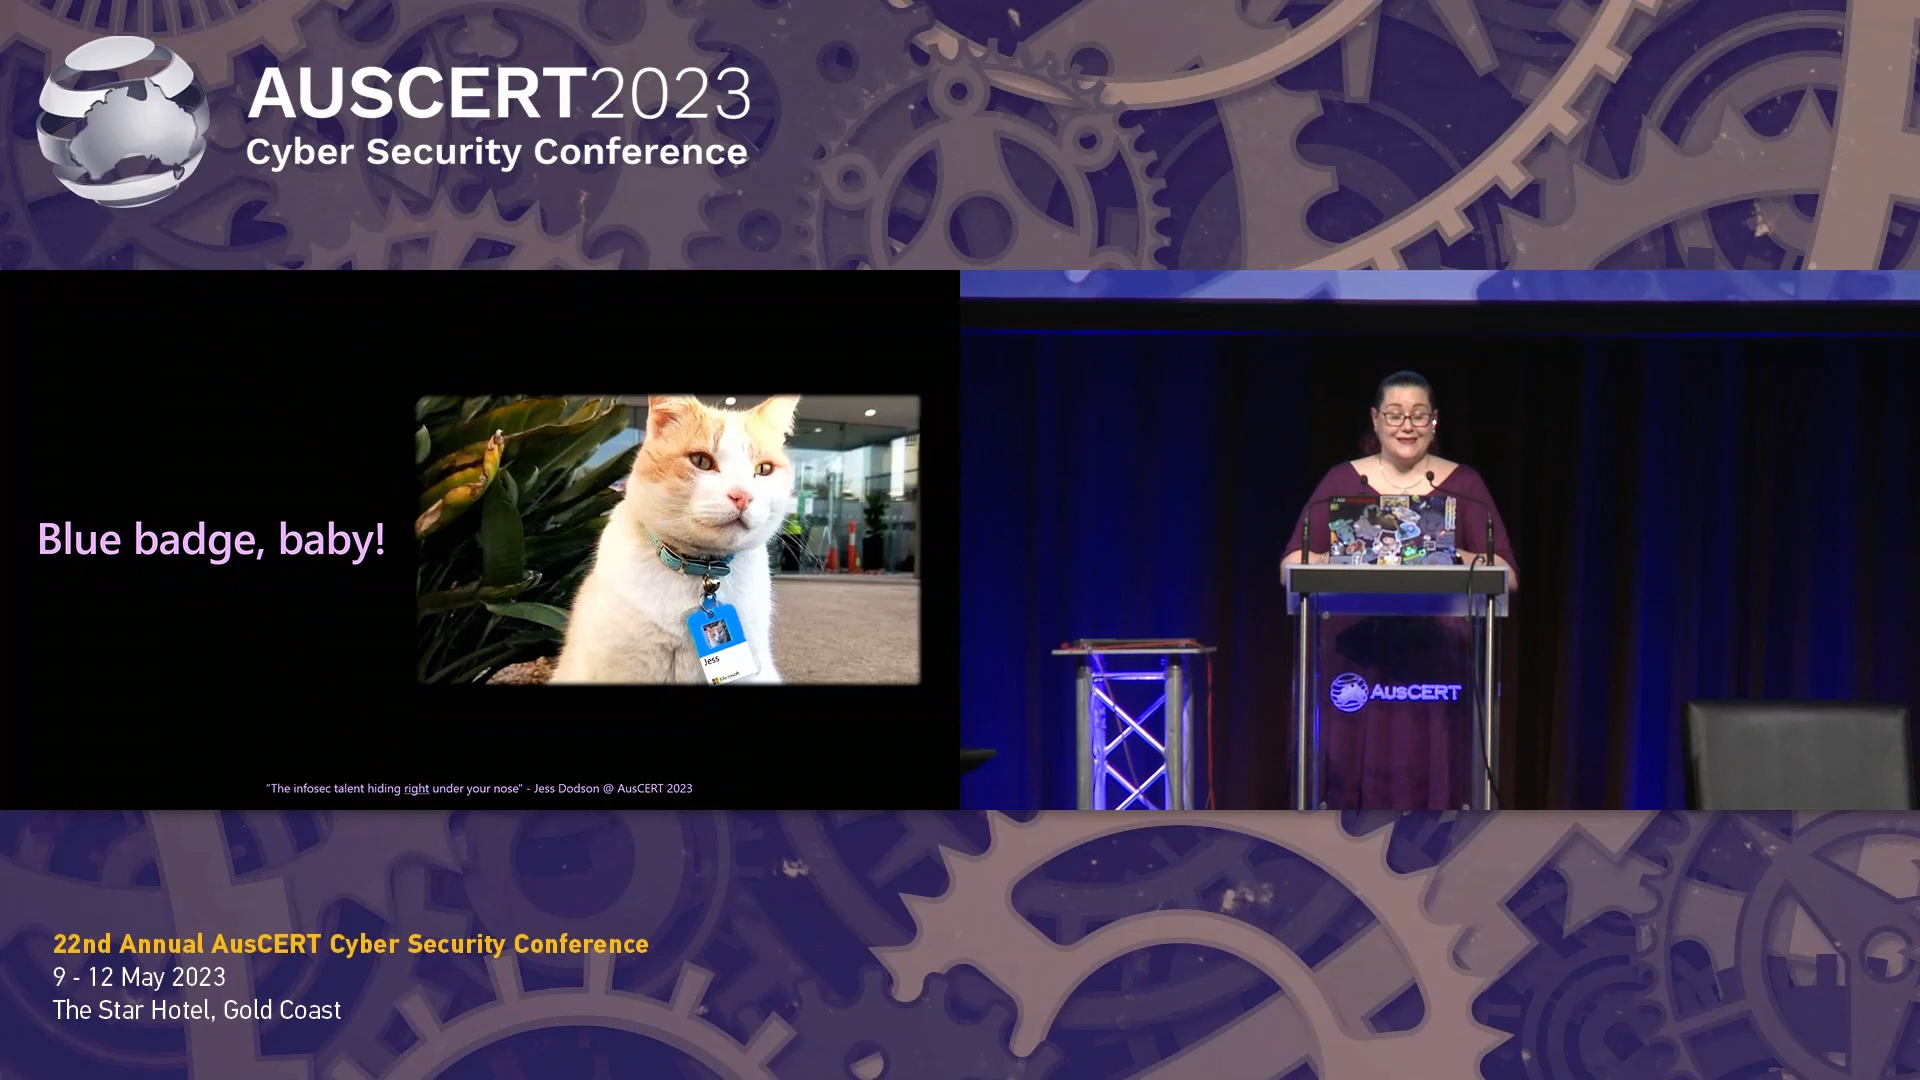 AUSCERT2023
Cyber Security Conference
Blue badge, baby!
Jess
Microsoft
"The infosec talent hiding right under your nose" - Jess Dodson @ AusCERT 2023
AusCERT
22nd Annual AusCERT Cyber Security Conference
9 - 12 May 2023
The Star Hotel, Gold Coast